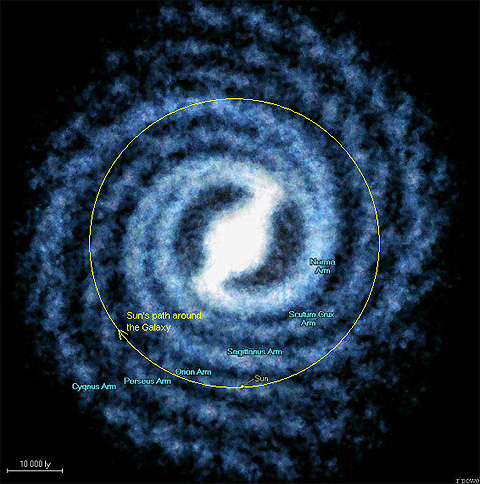 Norma
Arm
Scutum Crux
Arm
Sun's path around
the Galaxy
Sagittarius Arm
Orion Arm
Sun
Perseus Arm
Cygnus Arm
10 000 ly
r powe